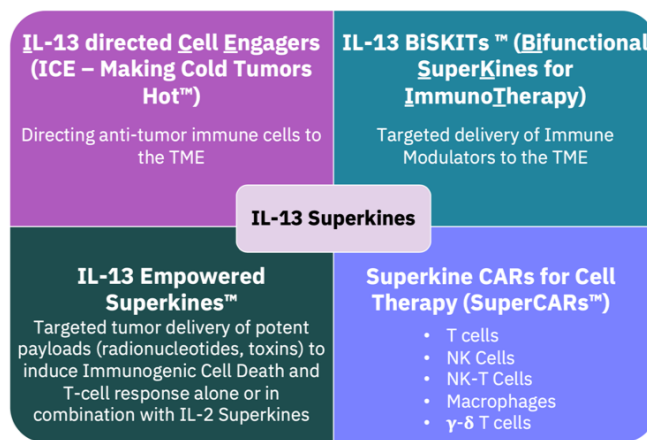 IL-13 directed Cell Engagers
(ICE – Making Cold Tumors
Hot™)
Directing anti-tumor immune cells to
the TME
IL-13 BiSKITs ™ (Bifunctional
SuperKines for
ImmunoTherapy)
Targeted delivery of Immune
Modulators to the TME
IL-13 Superkines
IL-13 Empowered
Superkines™
Targeted tumor delivery of potent
payloads (radionucleotides, toxins) to
induce Immunogenic Cell Death and
T-cell response alone or in
combination with IL-2 Superkines
Superkine CARs for Cell
Therapy (SuperCARs™)
• T cells
• NK Cells
• NK-T Cells
• Macrophages
• γ-δ T cells